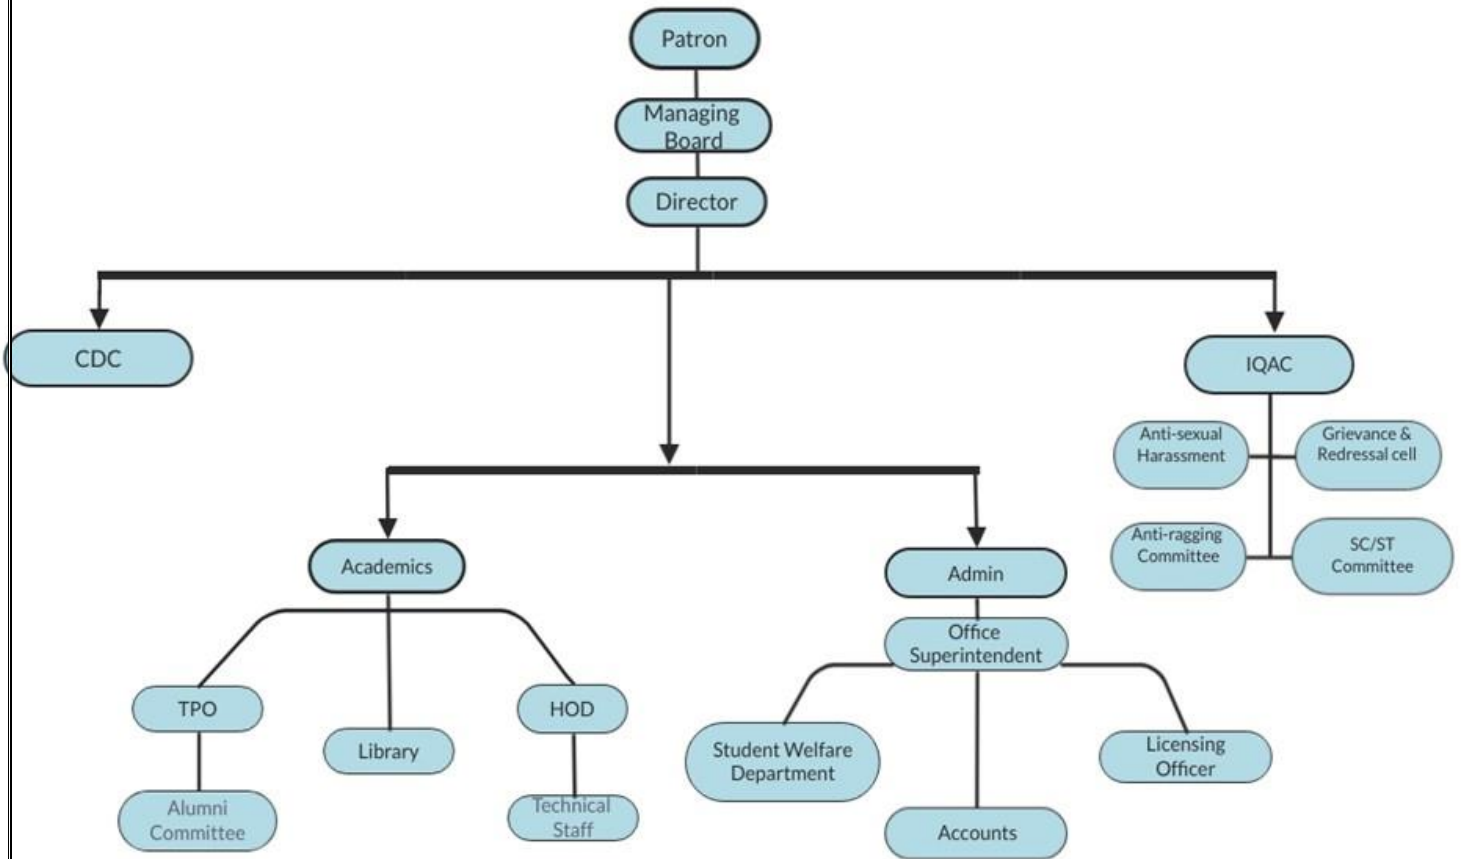 Patron
Managing
Board
Director
CDC
IQAC
Anti-sexual
Harassment
Grievance &
Redressal cell
Anti-ragging
Committee
SC/ST
Committee
Academics
Admin
Office
Superintendent
TPO
Library
HOD
Student Welfare
Department
Licensing
Officer
Alumni
Committee
Technical
Staff
Accounts